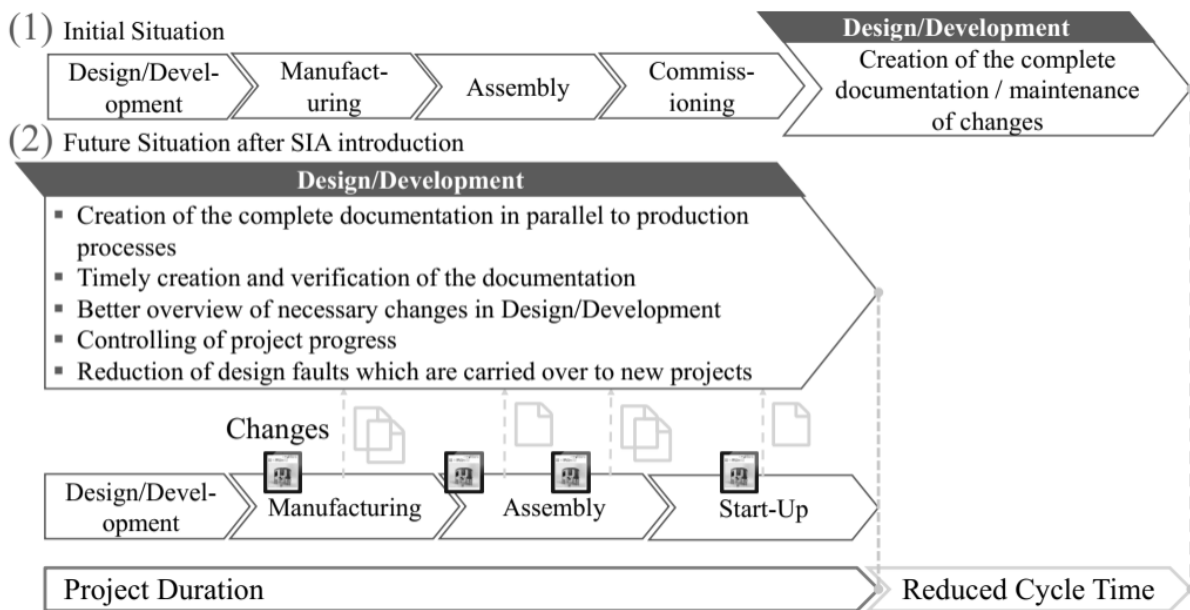 (1) Initial Situation
Design/Devel-
opment
Manufact-
uring
Assembly
Commiss-
ioning
Design/Development
Creation of the complete
documentation / maintenance
of changes
(2) Future Situation after SIA introduction
Design/Development
▪ Creation of the complete documentation in parallel to production
processes
▪ Timely creation and verification of the documentation
▪ Better overview of necessary changes in Design/Development
▪ Controlling of project progress
▪ Reduction of design faults which are carried over to new projects
Changes
Design/Devel-
opment
Manufacturing
Assembly
Start-Up
Project Duration
Reduced Cycle Time